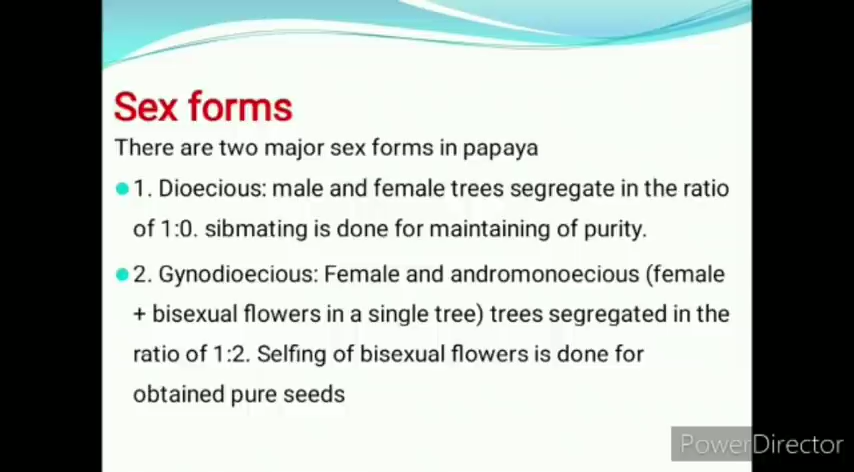 Sex forms
There are two major sex forms in papaya
1. Dioecious: male and female trees segregate in the ratio
of 1:0. sibmating is done for maintaining of purity.
2. Gynodioecious: Female and andromonoecious (female
+ bisexual flowers in a single tree) trees segregated in the
ratio of 1:2. Selfing of bisexual flowers is done for
obtained pure seeds
PowerDirector